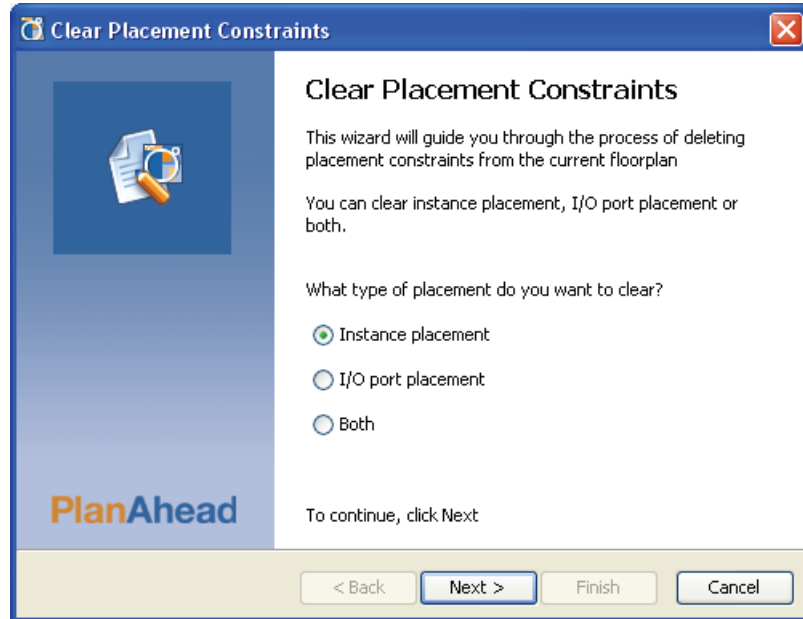 Clear Placement Constraints
Clear Placement Constraints
This wizard will guide you through the process of deleting
placement constraints from the current floorplan
You can clear instance placement, I/O port placement or
both.
What type of placement do you want to clear?
Instance placement
I/O port placement
Both
PlanAhead
To continue, click Next
< Back Next > Finish Cancel